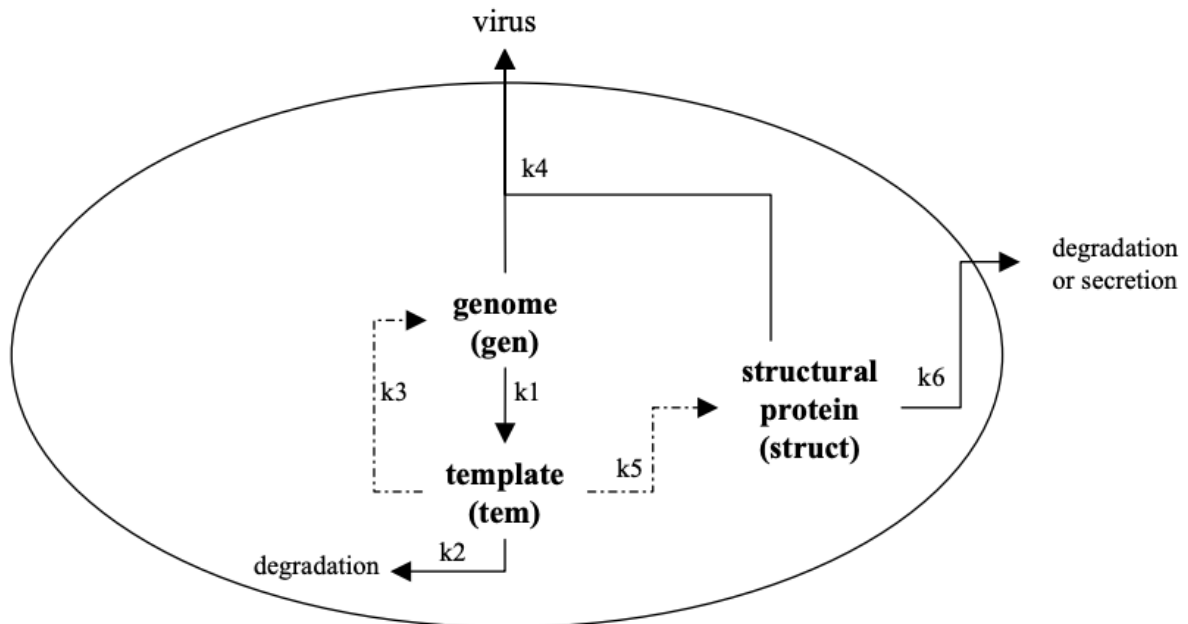 virus
k4
degradation
or secretion
genome
(gen)
k3
k1
structural
protein
(struct)
k6
template
(tem)
k5
k2
degradation